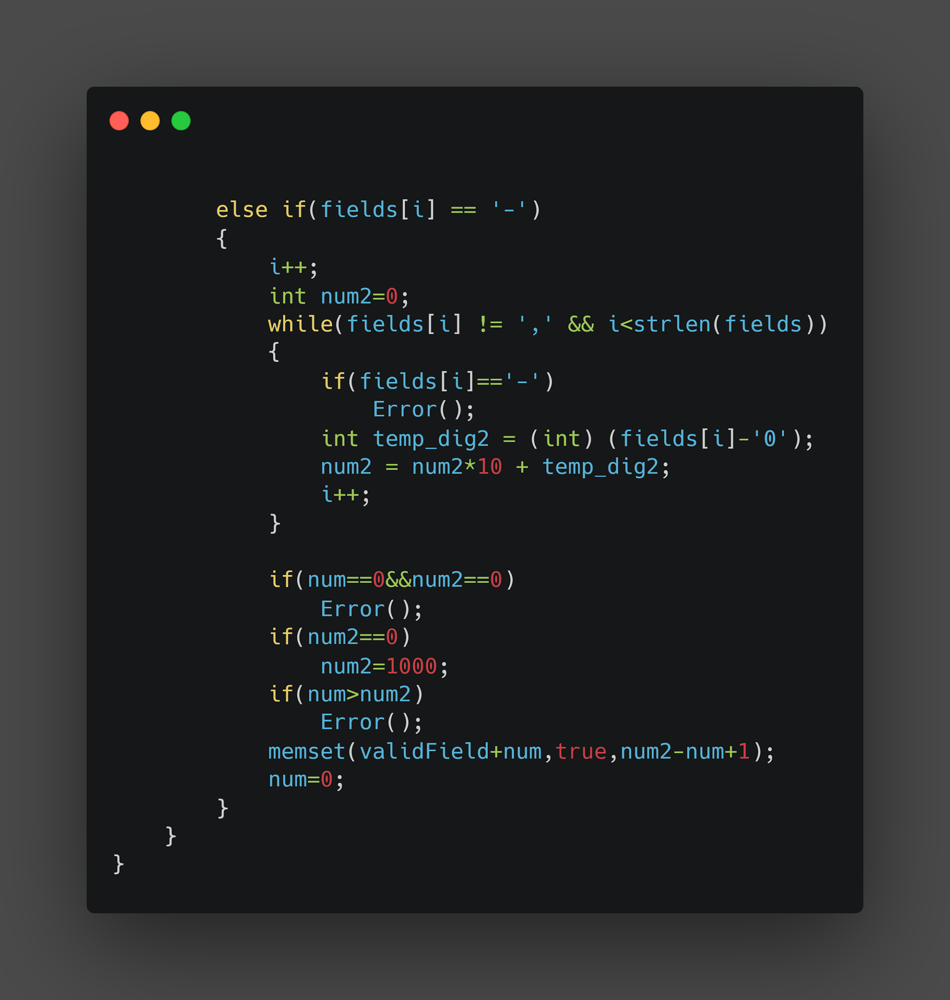 else if(fields[i] == '-')
        {
            i++;
            int num2=0;
            while(fields[i] != ',' && i<strlen(fields))
            {
                if(fields[i]=='-')
                    Error();
                int temp_dig2 = (int) (fields[i]-'0');
                num2 = num2*10 + temp_dig2;
                i++;
            }

            if(num==0&&num2==0)
                Error();
            if(num2==0)
                num2=1000;
            if(num>num2)
                Error();
            memset(validField+num,true,num2-num+1);
            num=0;
        }
    }
}